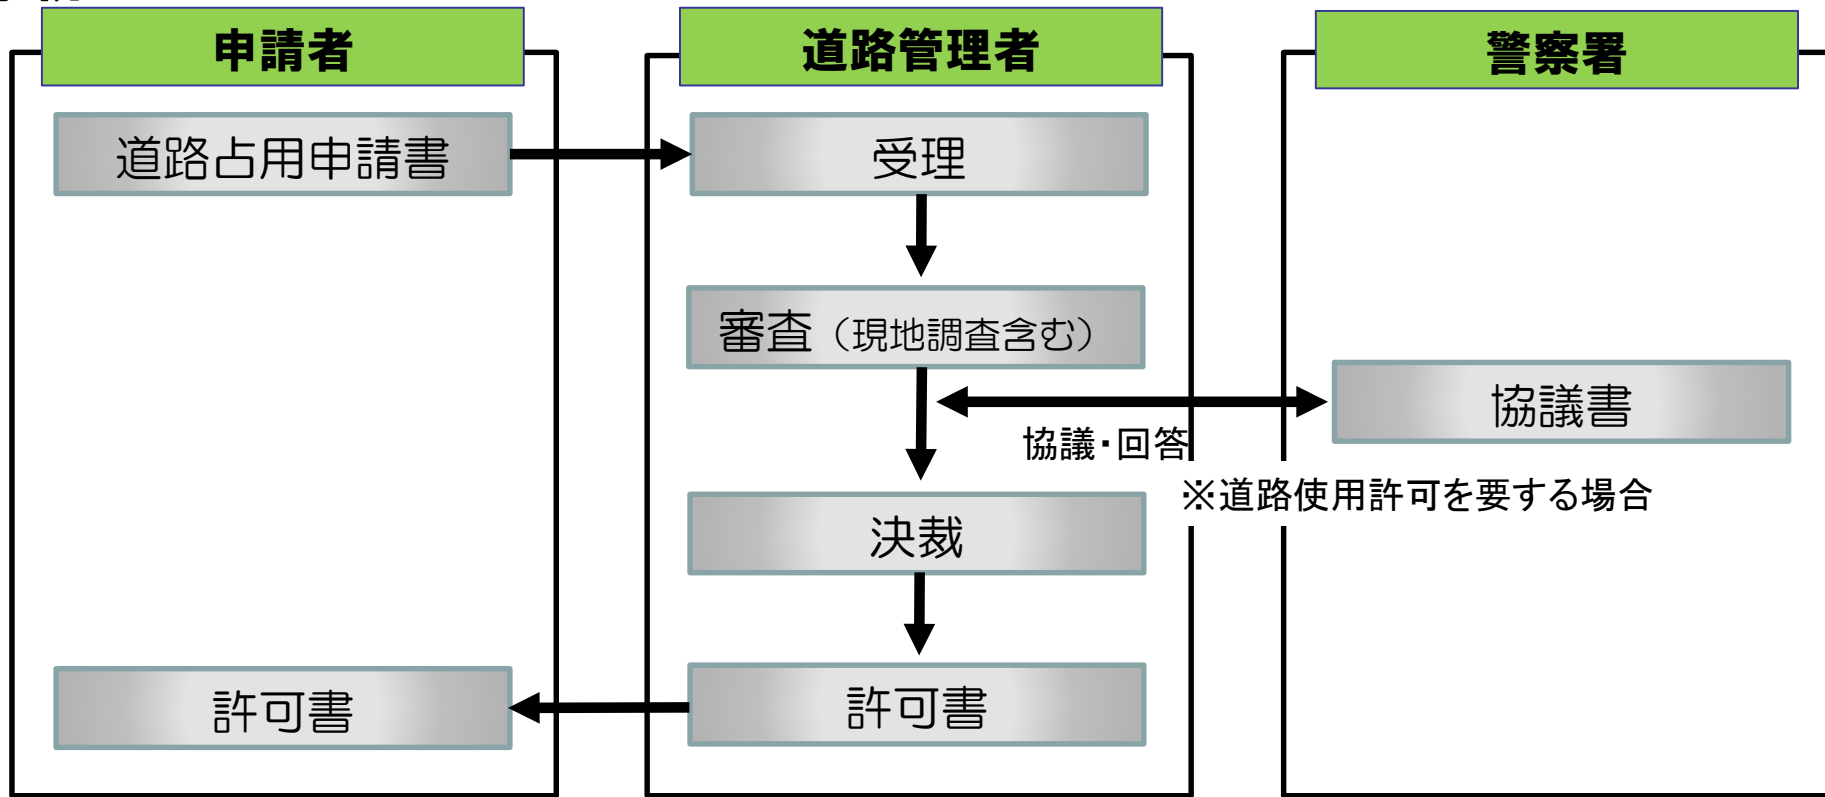 申請者
道路管理者
警察署
道路占用申請書
受理
審査（現地調査含む）
協議書
協議・回答
※道路使用許可を要する場合
決裁
許可書
許可書